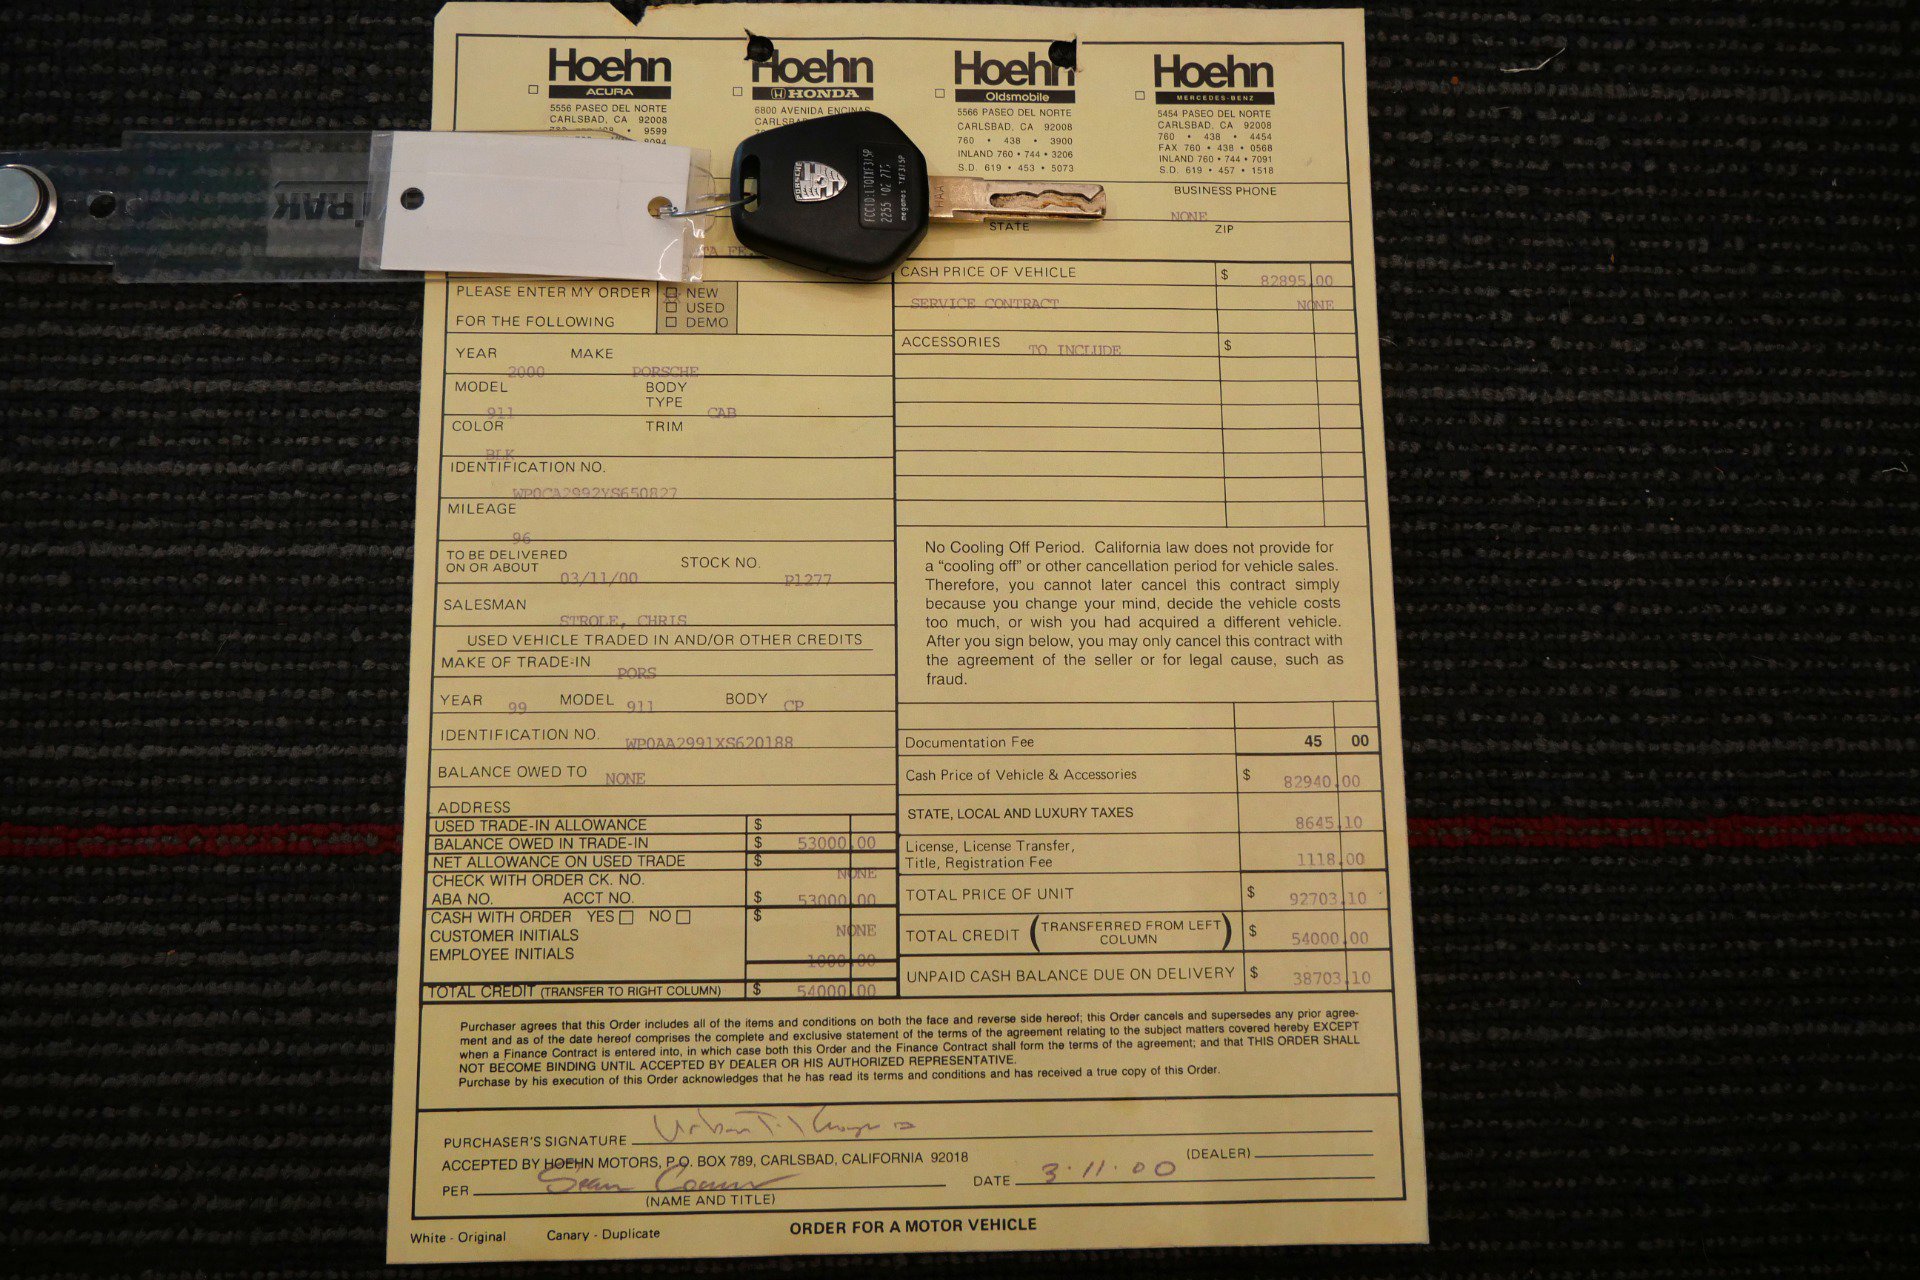 Hoehn Hoehn Hoehn Hoehn
ACURA HONDA Oldsmobile MERCEDES-BENZ
5556 PASEO DEL NORTE
CARLSBAD, CA 92008
9599
6800 AVENIDA ENCINAS
5566 PASEO DEL NORTE
CARLSBAD, CA 92008
760 • 438 • 3900
INLAND 760 • 744 • 3206
S.D. 619 • 453 • 5073
5454 PASEO DEL NORTE
CARLSBAD, CA 92008
760 • 438 • 4454
FAX 760 • 438 • 0568
INLAND 760 • 744 • 7091
S.D. 619 • 457 • 1518
PAK
PORSCHE
BUSINESS PHONE
NONE
STATE ZIP
PLEASE ENTER MY ORDER
FOR THE FOLLOWING
NEW
USED
DEMO
YEAR MAKE
2000 PORSCHE
MODEL BODY TYPE
911 CAB
COLOR TRIM
BLK
IDENTIFICATION NO.
WP0CA2992YS650827
MILEAGE
96
TO BE DELIVERED
ON OR ABOUT 03/11/00 STOCK NO. P1277
SALESMAN
STROLE, CHRIS
USED VEHICLE TRADED IN AND/OR OTHER CREDITS
MAKE OF TRADE-IN
PORS
YEAR 99 MODEL 911 BODY CP
IDENTIFICATION NO. WP0AA2991XS620188
BALANCE OWED TO NONE
ADDRESS
USED TRADE-IN ALLOWANCE $
BALANCE OWED IN TRADE-IN $ 53000.00
NET ALLOWANCE ON USED TRADE $
CHECK WITH ORDER CK. NO. NONE
ABA NO. ACCT NO. $ 53000.00
CASH WITH ORDER YES NO $
CUSTOMER INITIALS NONE
EMPLOYEE INITIALS 1000.00
TOTAL CREDIT (TRANSFER TO RIGHT COLUMN) $ 54000.00
CASH PRICE OF VEHICLE $ 82895.00
SERVICE CONTRACT NONE
ACCESSORIES TO INCLUDE $
No Cooling Off Period. California law does not provide for
a "cooling off" or other cancellation period for vehicle sales.
Therefore, you cannot later cancel this contract simply
because you change your mind, decide the vehicle costs
too much, or wish you had acquired a different vehicle.
After you sign below, you may only cancel this contract with
the agreement of the seller or for legal cause, such as
fraud.
Documentation Fee 45 00
Cash Price of Vehicle & Accessories $ 82940.00
STATE, LOCAL AND LUXURY TAXES 8645.10
License, License Transfer,
Title, Registration Fee 1118.00
TOTAL PRICE OF UNIT $ 92703.10
TOTAL CREDIT (TRANSFERRED FROM LEFT COLUMN) $ 54000.00
UNPAID CASH BALANCE DUE ON DELIVERY $ 38703.10
Purchaser agrees that this Order includes all of the items and conditions on both the face and reverse side hereof; this Order cancels and supersedes any prior agree-
ment and as of the date hereof comprises the complete and exclusive statement of the terms of the agreement relating to the subject matters covered hereby EXCEPT
when a Finance Contract is entered into, in which case both this Order and the Finance Contract shall form the terms of the agreement; and that THIS ORDER SHALL
NOT BECOME BINDING UNTIL ACCEPTED BY DEALER OR HIS AUTHORIZED REPRESENTATIVE.
Purchase by his execution of this Order acknowledges that he has read its terms and conditions and has received a true copy of this Order.
PURCHASER'S SIGNATURE
ACCEPTED BY HOEHN MOTORS, P.O. BOX 789, CARLSBAD, CALIFORNIA 92018 (DEALER)
PER Sean DATE 3·11·00
(NAME AND TITLE)
White - Original Canary - Duplicate ORDER FOR A MOTOR VEHICLE